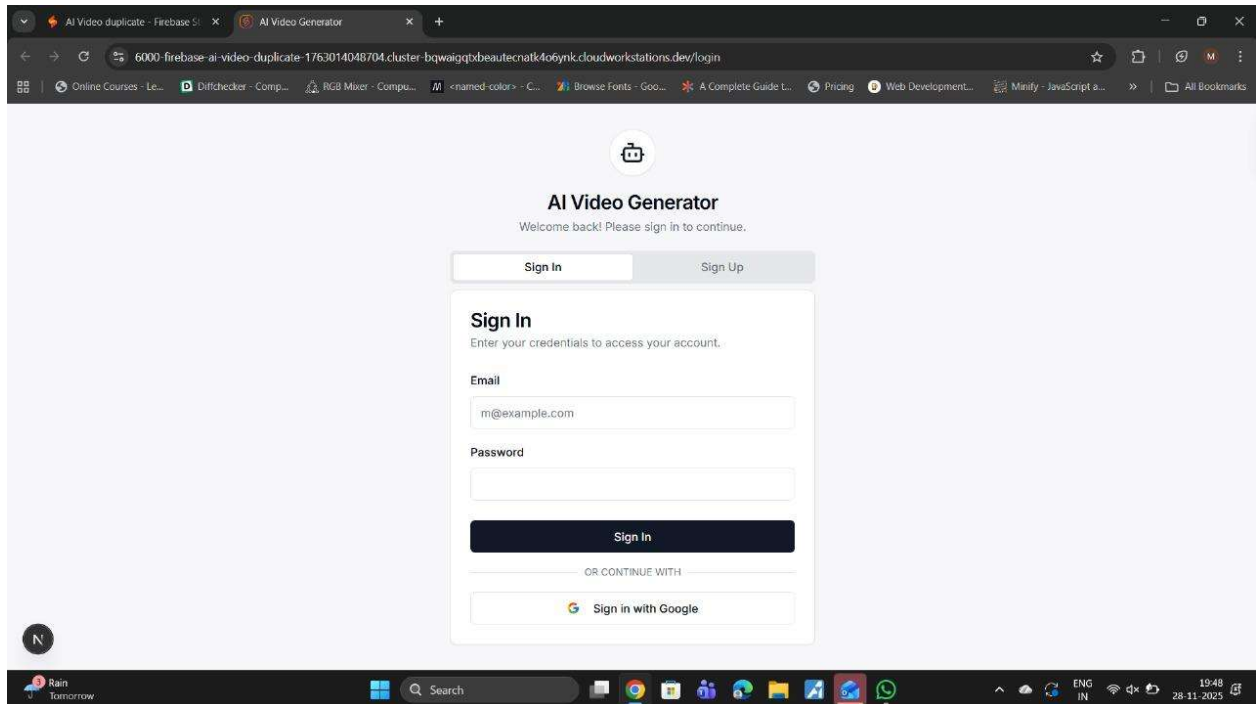 AI Video duplicate - Firebase S
AI Video Generator
6000-firebase-ai-video-duplicate-1763014048704.cluster-bqwaigqtxbeautecnatk4o6ynk.cloudworkstations.dev/login
M
Online Courses - Le...
D Diffchecker - Comp...
RGB Mixer - Compu...
M <named-color> - C...
Browse Fonts - Goo...
A Complete Guide t...
Pricing
Web Development...
Minify - JavaScript a...
»
All Bookmarks
AI Video Generator
Welcome back! Please sign in to continue.
Sign In
Sign Up
Sign In
Enter your credentials to access your account.
Email
m@example.com
Password
Sign In
OR CONTINUE WITH
G Sign in with Google
N
3 Rain
Tomorrow
Search
ENG
IN
19:48
28-11-2025